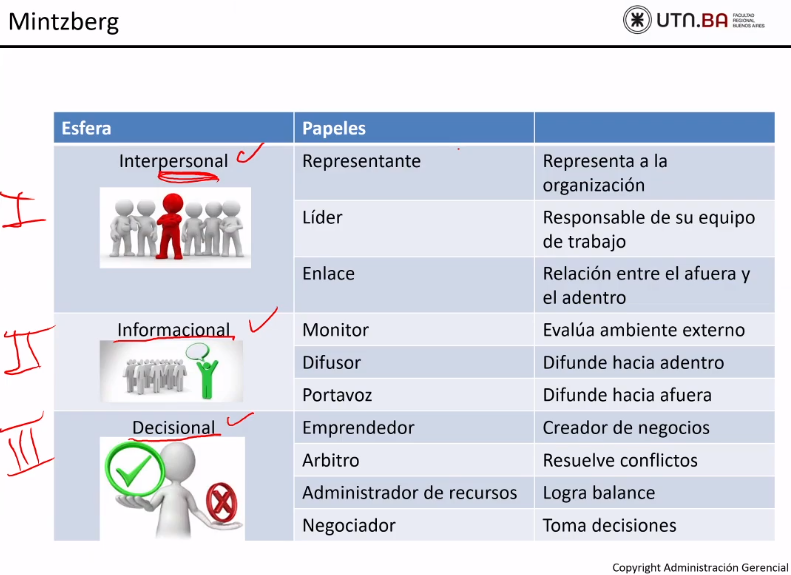 Mintzberg
UTN.BA
FACULTAD
REGIONAL
BUENOS AIRES
Esfera Papeles
Interpersonal Representante Representa a la
organización
Líder Responsable de su equipo
de trabajo
Enlace Relación entre el afuera y
el adentro
I
Informacional Monitor Evalúa ambiente externo
Difusor Difunde hacia adentro
Portavoz Difunde hacia afuera
II
Decisional Emprendedor Creador de negocios
Arbitro Resuelve conflictos
Administrador de recursos Logra balance
Negociador Toma decisiones
III
Copyright Administración Gerencial